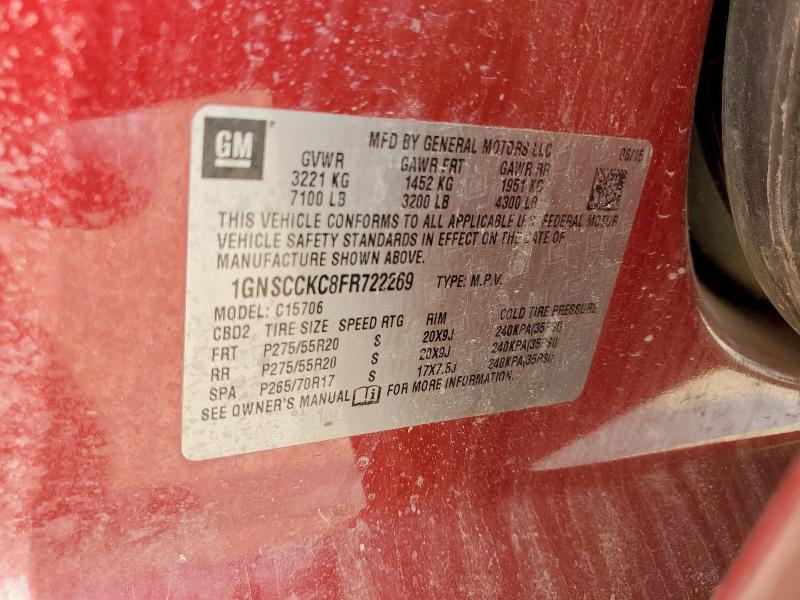 GM MFD BY GENERAL MOTORS LLC 06/15
GVWR GAWR FRT GAWR RR
3221 KG 1452 KG 1951 KG
7100 LB 3200 LB 4300 LB
THIS VEHICLE CONFORMS TO ALL APPLICABLE U.S. FEDERAL MOTOR
VEHICLE SAFETY STANDARDS IN EFFECT ON THE DATE OF
MANUFACTURE SHOWN ABOVE.
1GNSCCKC8FR722269 TYPE: M.P.V.
MODEL: C15706
CBD2 TIRE SIZE SPEED RTG RIM COLD TIRE PRESSURE
FRT P275/55R20 S 20X9J 240KPA(35PSI)
RR P275/55R20 S 20X9J 240KPA(35PSI)
SPA P265/70R17 S 17X7.5J 240KPA(35PSI)
SEE OWNER'S MANUAL FOR MORE INFORMATION.